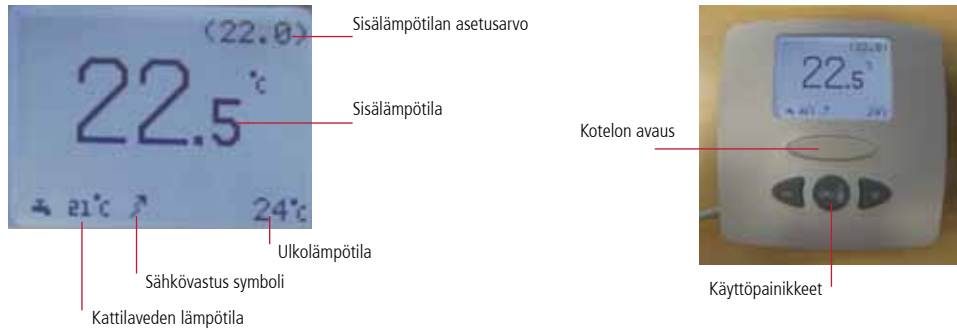 (22.0)
Sisälämpötilan asetusarvo
22.5 °C
Sisälämpötila
21°C
24°C
Ulkolämpötila
Sähkövastus symboli
Kattilaveden lämpötila
(22.0)
22.5
Kotelon avaus
Käyttöpainikkeet